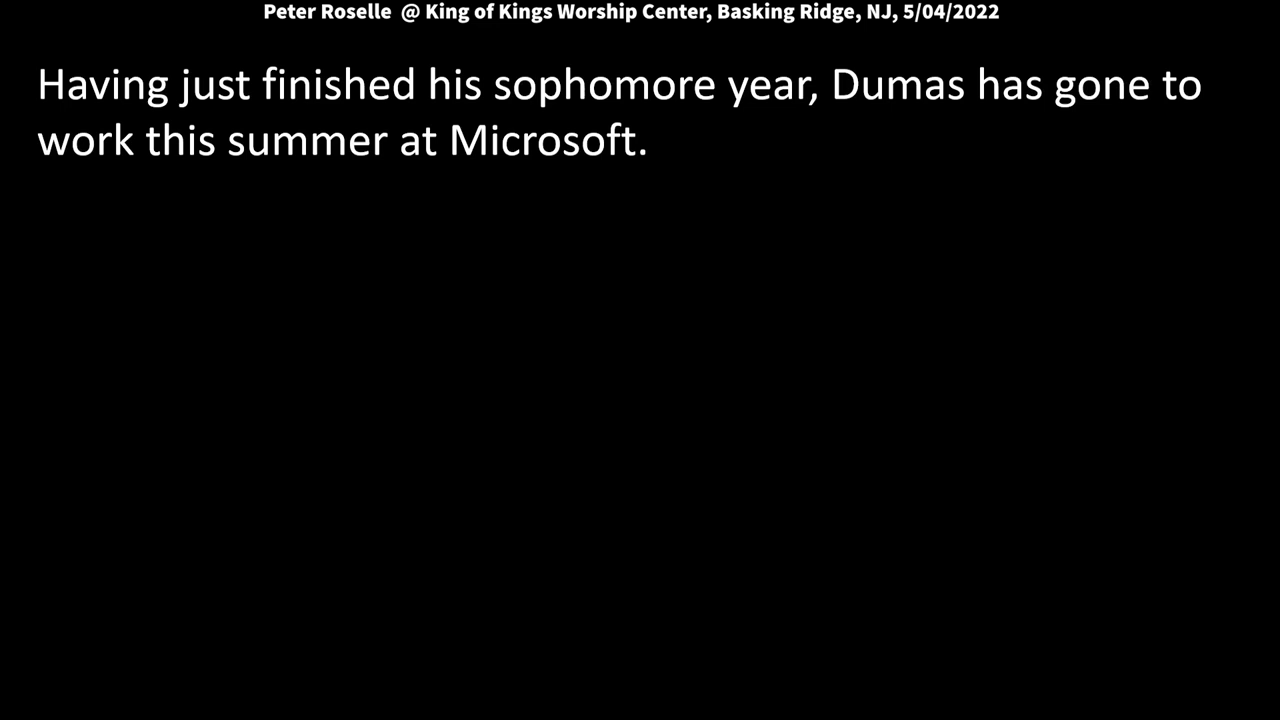 Peter Roselle @ King of Kings Worship Center, Basking Ridge, NJ, 5/04/2022
Having just finished his sophomore year, Dumas has gone to
work this summer at Microsoft.